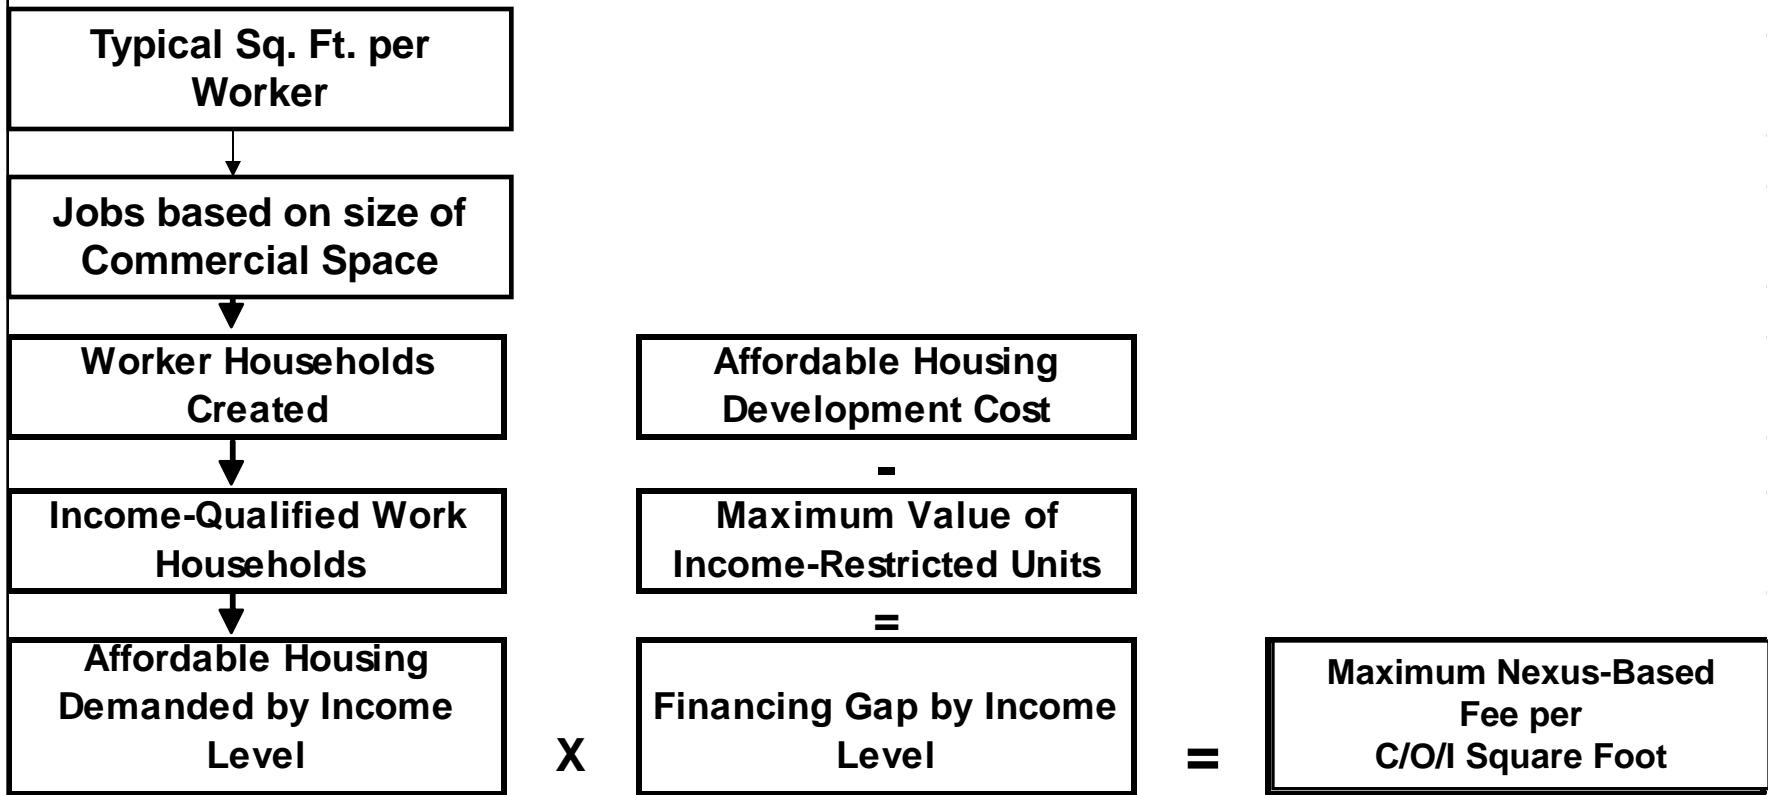 Typical Sq. Ft. per
Worker
Jobs based on size of
Commercial Space
Worker Households
Created
Income-Qualified Work
Households
Affordable Housing
Demanded by Income
Level
X
Affordable Housing
Development Cost
-
Maximum Value of
Income-Restricted Units
=
Financing Gap by Income
Level
=
Maximum Nexus-Based
Fee per
C/O/I Square Foot